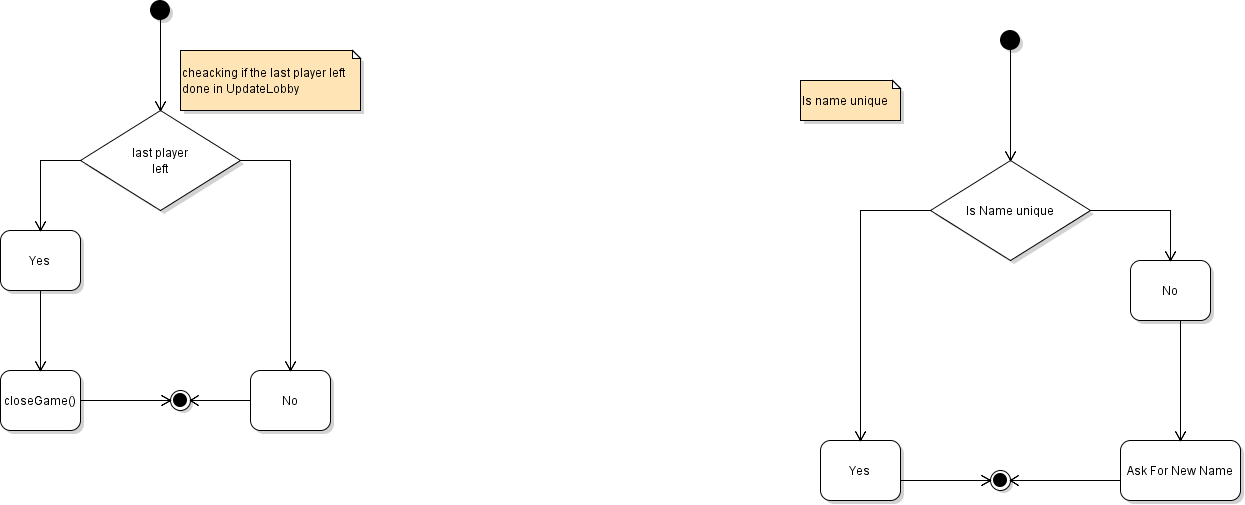 cheacking if the last player left
done in UpdateLobby
last player
left
Yes
closeGame()
No
Is name unique
Is Name unique
No
Yes
Ask For New Name